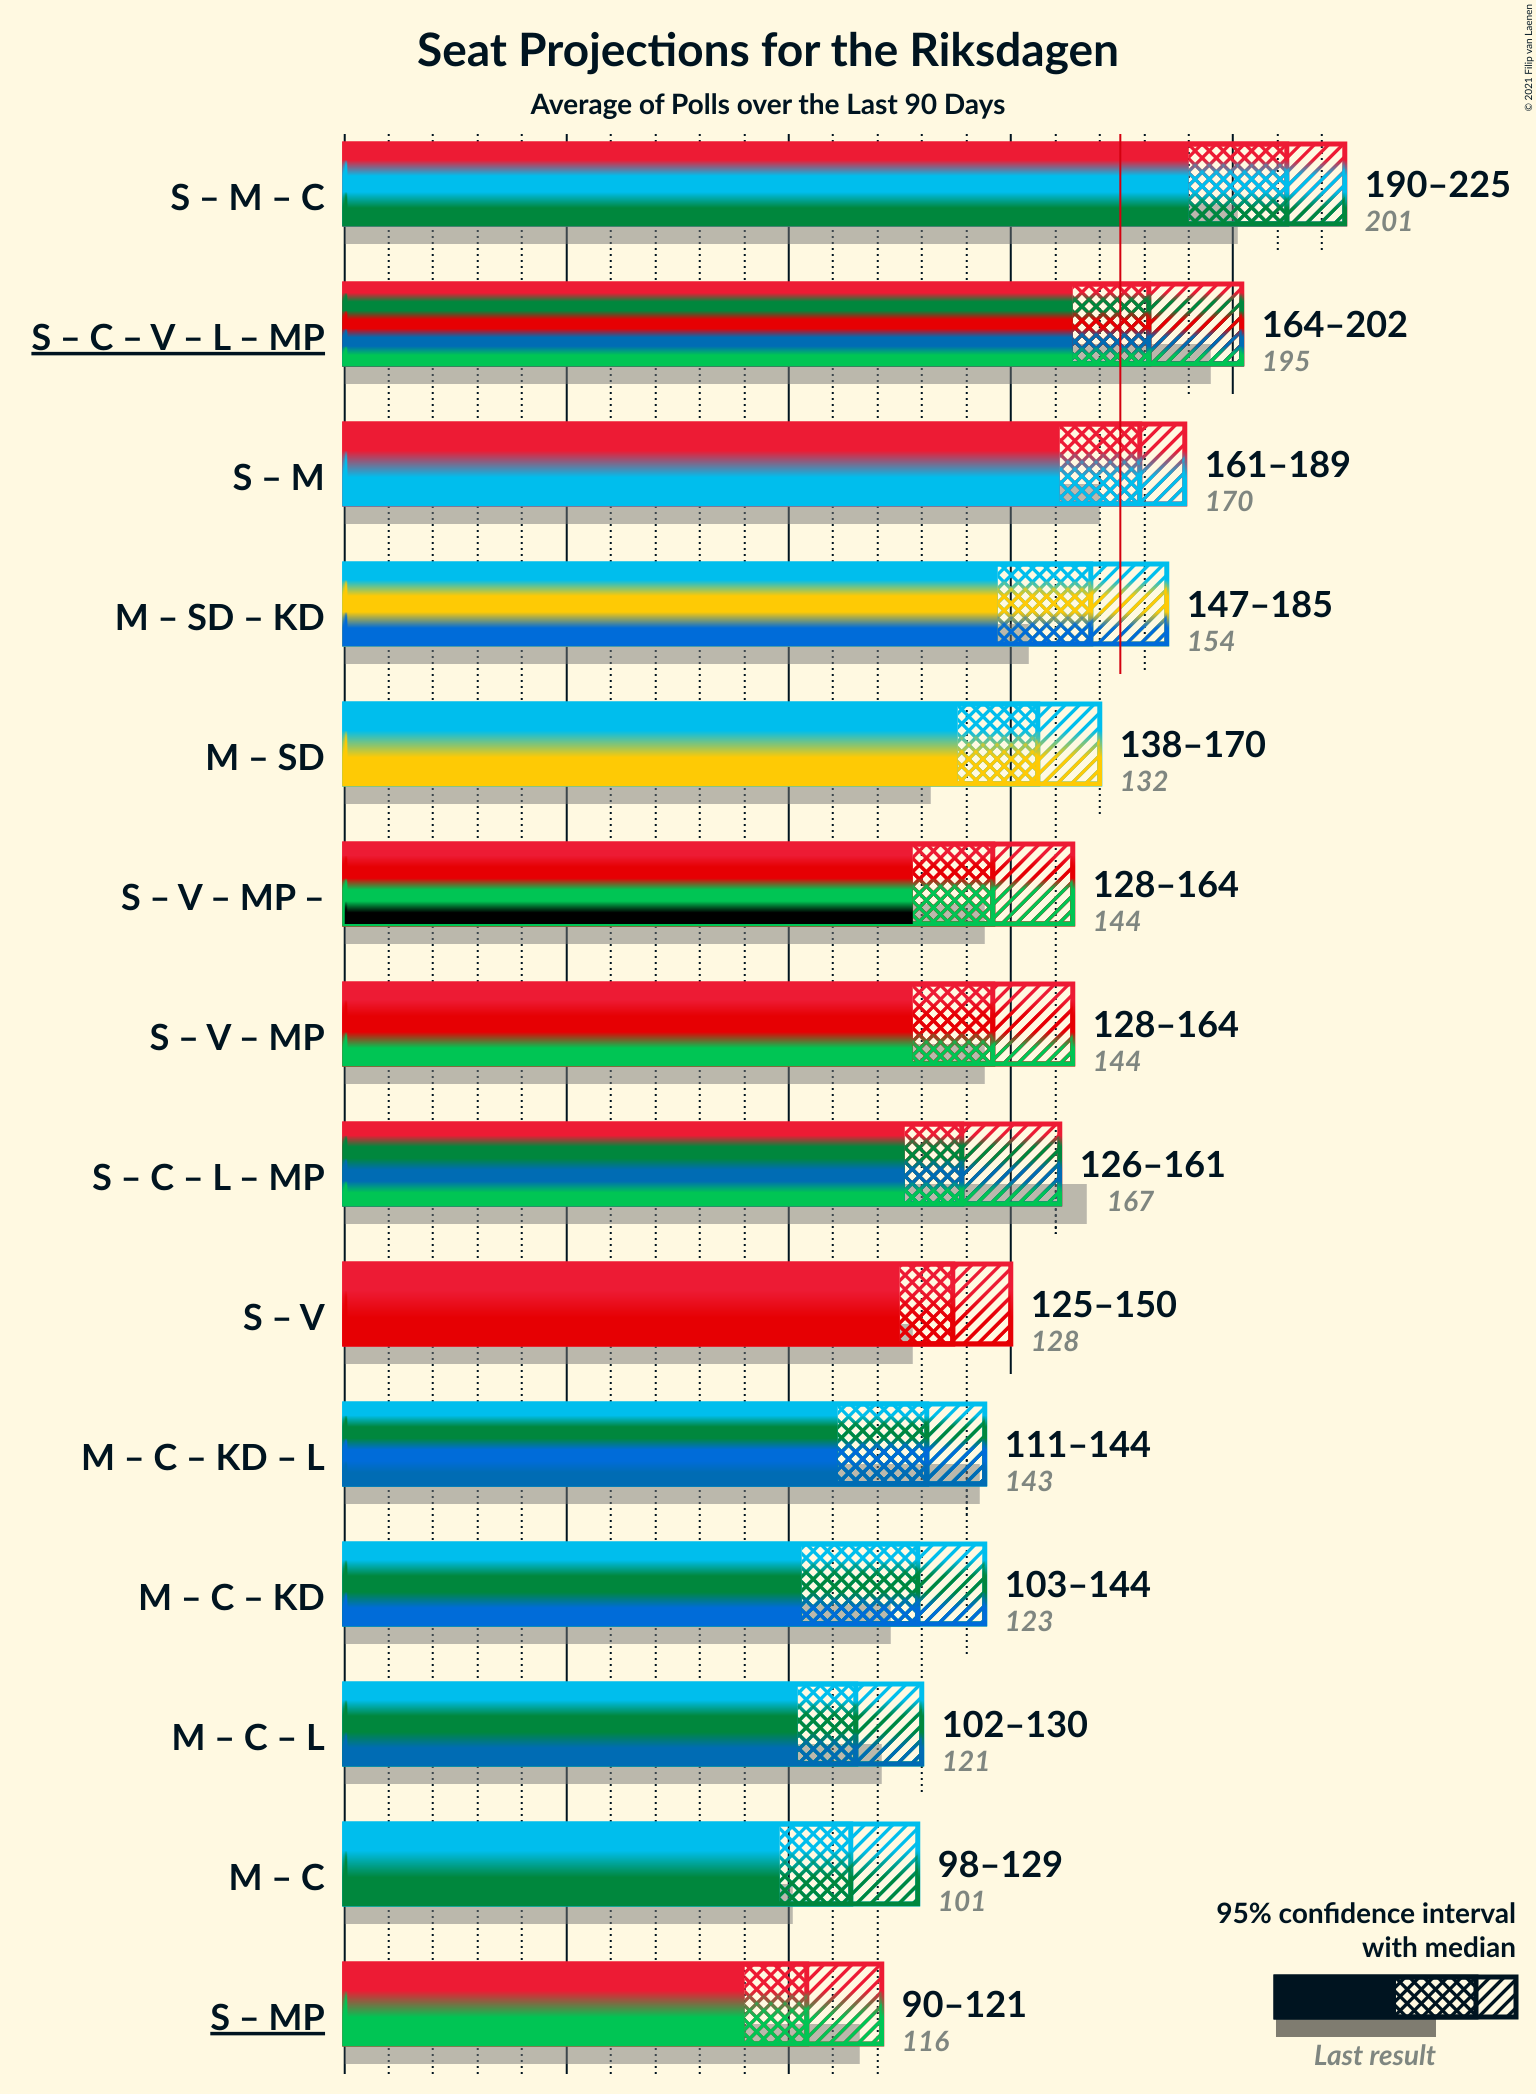 Seat Projections for the Riksdagen
Average of Polls over the Last 90 Days
© 2021 Filip van Laenen
S – M – C
190–225
201
S – C – V – L – MP
164–202
195
S – M
161–189
170
M – SD – KD
147–185
154
M – SD
138–170
132
S – V – MP –
128–164
144
S – V – MP
128–164
144
S – C – L – MP
126–161
167
S – V
125–150
128
M – C – KD – L
111–144
143
M – C – KD
103–144
123
M – C – L
102–130
121
M – C
98–129
101
S – MP
90–121
116
95% confidence interval
with median
Last result